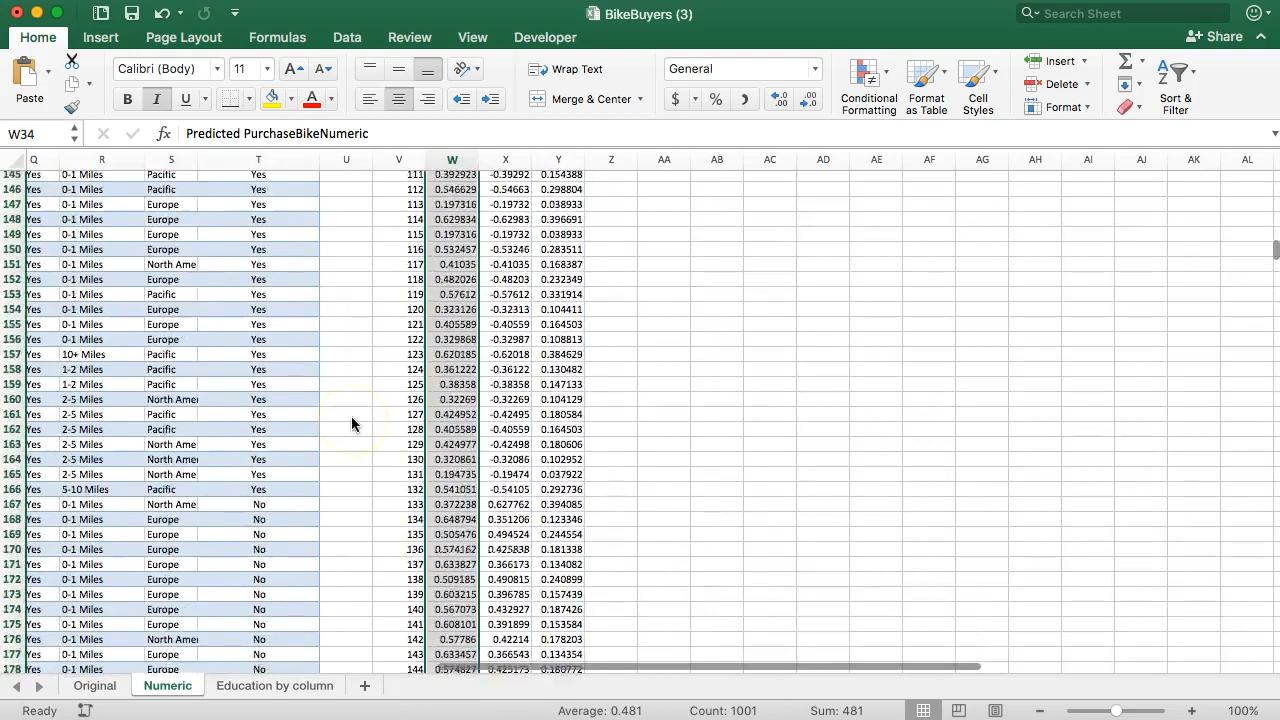 BikeBuyers (3)
Search Sheet
Home Insert Page Layout Formulas Data Review View Developer
Share
Paste
Calibri (Body) 11
A A
B I U A
Wrap Text
Merge & Center
General
$ % ,
Conditional Formatting
Format as Table
Cell Styles
Insert
Delete
Format
Sort & Filter
W34 fx Predicted PurchaseBikeNumeric
Q R S T U V W X Y Z AA AB AC AD AE AF AG AH AI AJ AK AL
145 Yes 0-1 Miles Pacific Yes 111 0.392923 -0.39292 0.154388
146 Yes 0-1 Miles Pacific Yes 112 0.546629 -0.54663 0.298804
147 Yes 0-1 Miles Europe Yes 113 0.197316 -0.19732 0.038933
148 Yes 0-1 Miles Europe Yes 114 0.629834 -0.62983 0.396691
149 Yes 0-1 Miles Europe Yes 115 0.197316 -0.19732 0.038933
150 Yes 0-1 Miles Europe Yes 116 0.532457 -0.53246 0.283511
151 Yes 0-1 Miles North Ame Yes 117 0.41035 -0.41035 0.168387
152 Yes 0-1 Miles Europe Yes 118 0.482026 -0.48203 0.232349
153 Yes 0-1 Miles Pacific Yes 119 0.57612 -0.57612 0.331914
154 Yes 0-1 Miles Europe Yes 120 0.323126 -0.32313 0.104411
155 Yes 0-1 Miles Europe Yes 121 0.405589 -0.40559 0.164503
156 Yes 0-1 Miles Europe Yes 122 0.329868 -0.32987 0.108813
157 Yes 10+ Miles Pacific Yes 123 0.620185 -0.62018 0.384629
158 Yes 1-2 Miles Pacific Yes 124 0.361222 -0.36122 0.130482
159 Yes 1-2 Miles Pacific Yes 125 0.38358 -0.38358 0.147133
160 Yes 2-5 Miles North Amer Yes 126 0.32269 -0.32269 0.104129
161 Yes 2-5 Miles Pacific Yes 127 0.424952 -0.42495 0.180584
162 Yes 2-5 Miles Pacific Yes 128 0.405589 -0.40559 0.164503
163 Yes 2-5 Miles North Ame Yes 129 0.424977 -0.42498 0.180606
164 Yes 2-5 Miles North Ame Yes 130 0.320861 -0.32086 0.102952
165 Yes 2-5 Miles North Ame Yes 131 0.194735 -0.19474 0.037922
166 Yes 5-10 Miles Pacific Yes 132 0.541051 -0.54105 0.292736
167 Yes 0-1 Miles North Ame No 133 0.372238 0.627762 0.394085
168 Yes 0-1 Miles Europe No 134 0.648794 0.351206 0.123346
169 Yes 0-1 Miles Europe No 135 0.505476 0.494524 0.244554
170 Yes 0-1 Miles Europe No 136 0.574162 0.425838 0.181338
171 Yes 0-1 Miles Europe No 137 0.633827 0.366173 0.134082
172 Yes 0-1 Miles Europe No 138 0.509185 0.490815 0.240899
173 Yes 0-1 Miles Europe No 139 0.603215 0.396785 0.157439
174 Yes 0-1 Miles Europe No 140 0.567073 0.432927 0.187426
175 Yes 0-1 Miles Europe No 141 0.608101 0.391899 0.153584
176 Yes 0-1 Miles North Ame No 142 0.57786 0.42214 0.178203
177 Yes 0-1 Miles Europe No 143 0.633457 0.366543 0.134354
178 Yes 0-1 Miles Europe No 144 0.574827 0.425173 0.180772
Original Numeric Education by column +
Ready Average: 0.481 Count: 1001 Sum: 481 100%